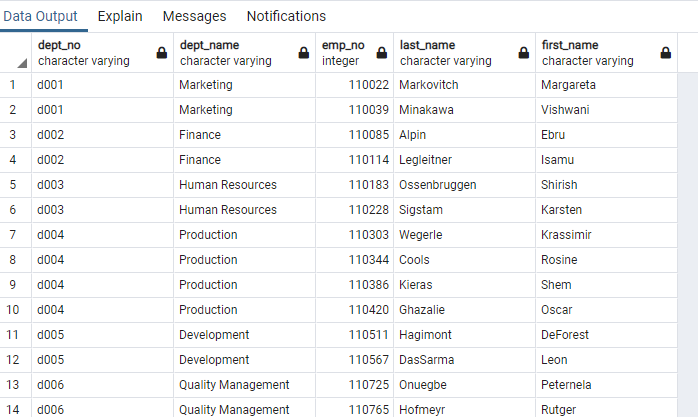 Data Output Explain Messages Notifications
dept_no dept_name emp_no last_name first_name
character varying character varying integer character varying character varying
1 d001 Marketing 110022 Markovitch Margareta
2 d001 Marketing 110039 Minakawa Vishwani
3 d002 Finance 110085 Alpin Ebru
4 d002 Finance 110114 Legleitner Isamu
5 d003 Human Resources 110183 Ossenbruggen Shirish
6 d003 Human Resources 110228 Sigstam Karsten
7 d004 Production 110303 Wegerle Krassimir
8 d004 Production 110344 Cools Rosine
9 d004 Production 110386 Kieras Shem
10 d004 Production 110420 Ghazalie Oscar
11 d005 Development 110511 Hagimont DeForest
12 d005 Development 110567 DasSarma Leon
13 d006 Quality Management 110725 Onuegbe Peternela
14 d006 Quality Management 110765 Hofmeyr Rutger